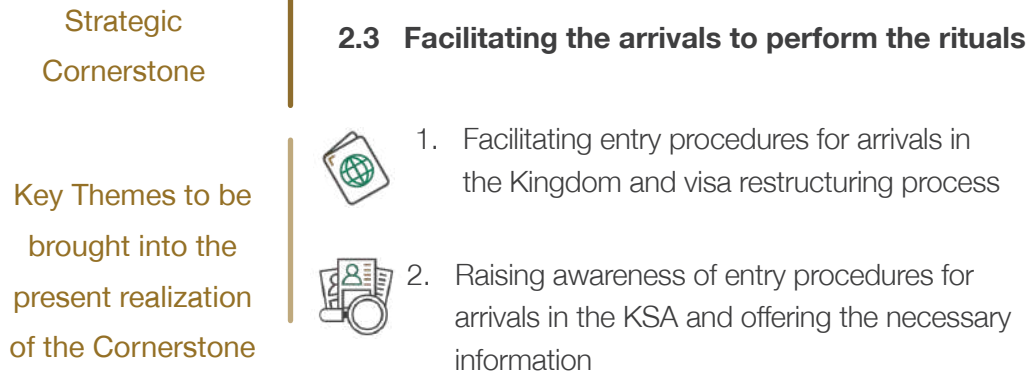 Strategic
Cornerstone
2.3 Facilitating the arrivals to perform the rituals
Key Themes to be
brought into the
present realization
of the Cornerstone
1. Facilitating entry procedures for arrivals in
the Kingdom and visa restructuring process
2. Raising awareness of entry procedures for
arrivals in the KSA and offering the necessary
information